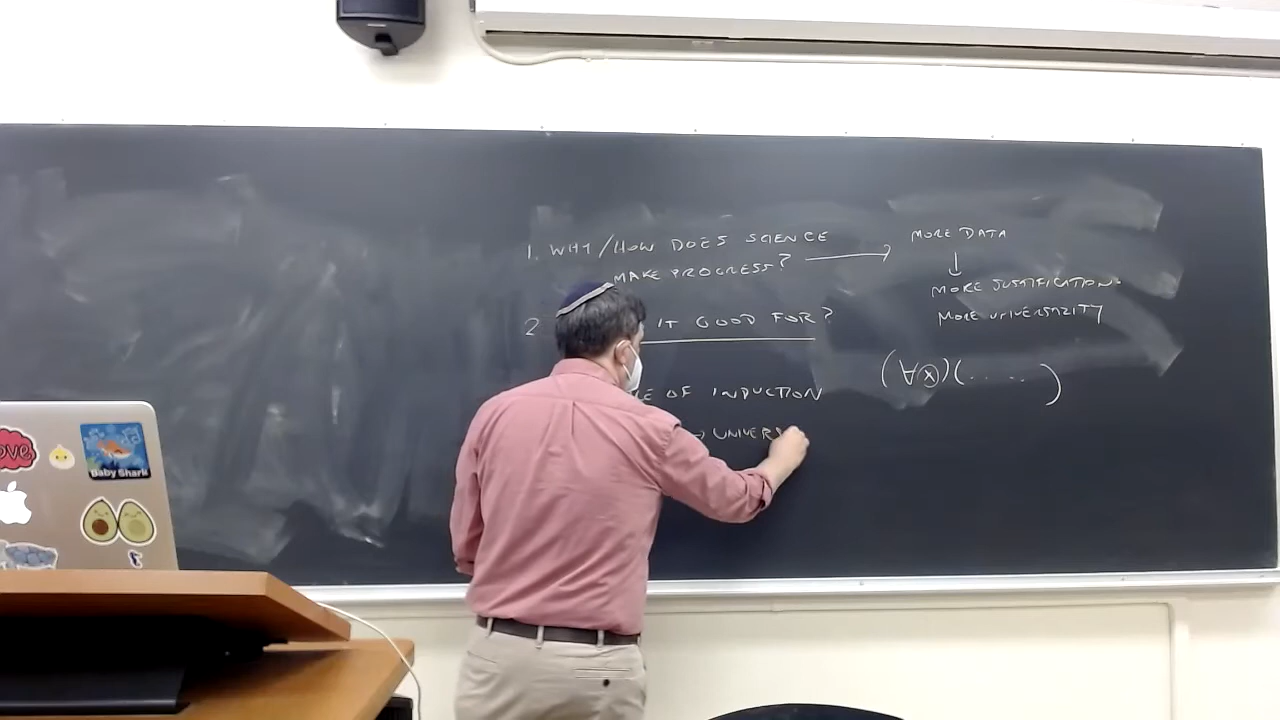 1. WHY/HOW DOES SCIENCE
MAKE PROGRESS? →
MORE DATA
↓
MORE JUSTIFICATION.
MORE UNIVERSALITY
2
IT GOOD FOR?
(∀x)(.....)
OF INDUCTION
→ UNIVERS
Baby Shark